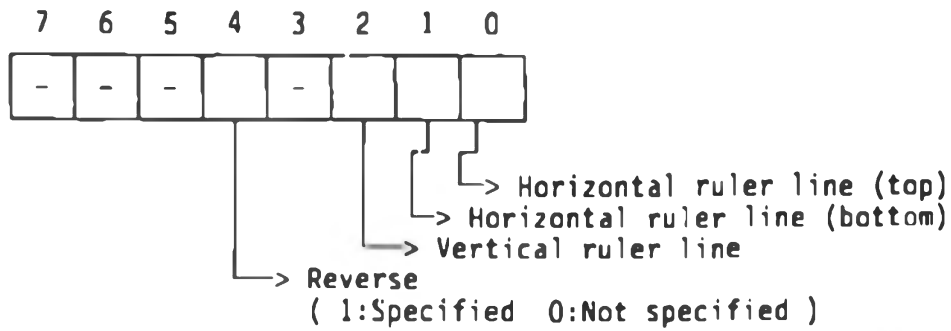 7 6 5 4 3 2 1 0
- - - -
Horizontal ruler line (top)
Horizontal ruler line (bottom)
Vertical ruler line
Reverse
( 1:Specified 0:Not specified )